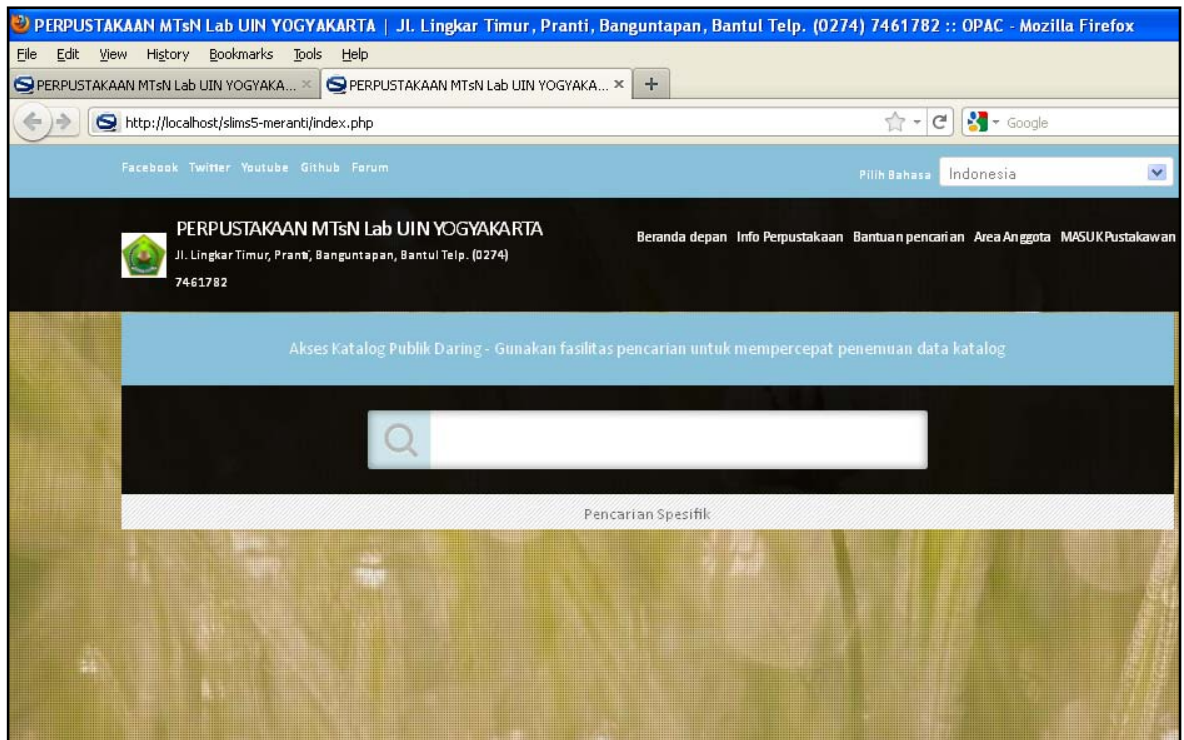 PERPUSTAKAAN MTsN Lab UIN YOGYAKARTA | Jl. Lingkar Timur, Pranti, Banguntapan, Bantul Telp. (0274) 7461782 :: OPAC - Mozilla Firefox
File Edit View History Bookmarks Tools Help
PERPUSTAKAAN MTsN Lab UIN YOGYAKA... × PERPUSTAKAAN MTsN Lab UIN YOGYAKA... × +
http://localhost/slims5-meranti/index.php Google
Facebook Twitter Youtube Github Forum
Pilih Bahasa Indonesia
PERPUSTAKAAN MTsN Lab UIN YOGYAKARTA
Jl. Lingkar Timur, Pranti, Banguntapan, Bantul Telp. (0274)
7461782
Beranda depan Info Perpustakaan Bantuan pencarian Area Anggota MASUK Pustakawan
Akses Katalog Publik Daring - Gunakan fasilitas pencarian untuk mempercepat penemuan data katalog
Pencarian Spesifik